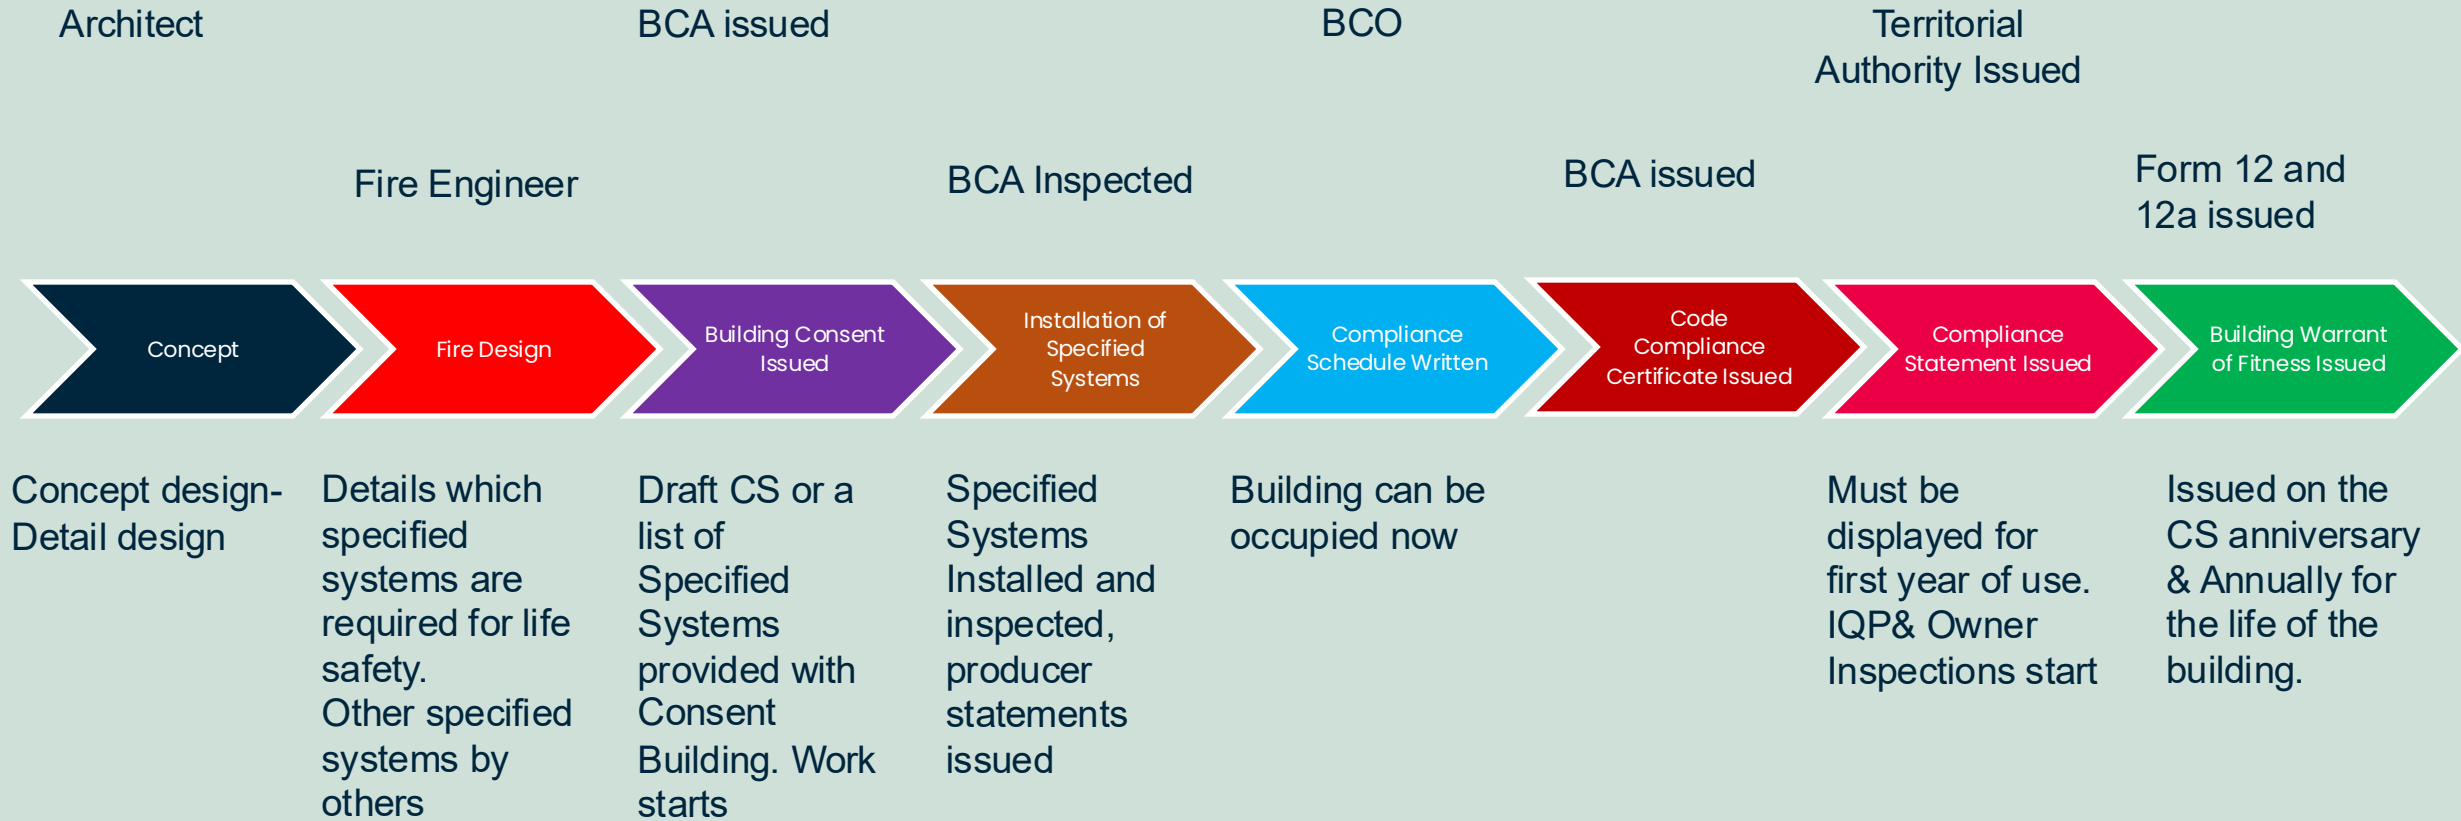 Architect
BCA issued
BCO
Territorial
Authority Issued
Fire Engineer
BCA Inspected
BCA issued
Form 12 and
12a issued
Concept
Fire Design
Building Consent
Issued
Installation of
Specified
Systems
Compliance
Schedule Written
Code
Compliance
Certificate Issued
Compliance
Statement Issued
Building Warrant
of Fitness Issued
Concept design-
Detail design
Details which
specified
systems are
required for life
safety.
Other specified
systems by
others
Draft CS or a
list of
Specified
Systems
provided with
Consent
Building. Work
starts
Specified
Systems
Installed and
inspected,
producer
statements
issued
Building can be
occupied now
Must be
displayed for
first year of use.
IQP& Owner
Inspections start
Issued on the
CS anniversary
& Annually for
the life of the
building.